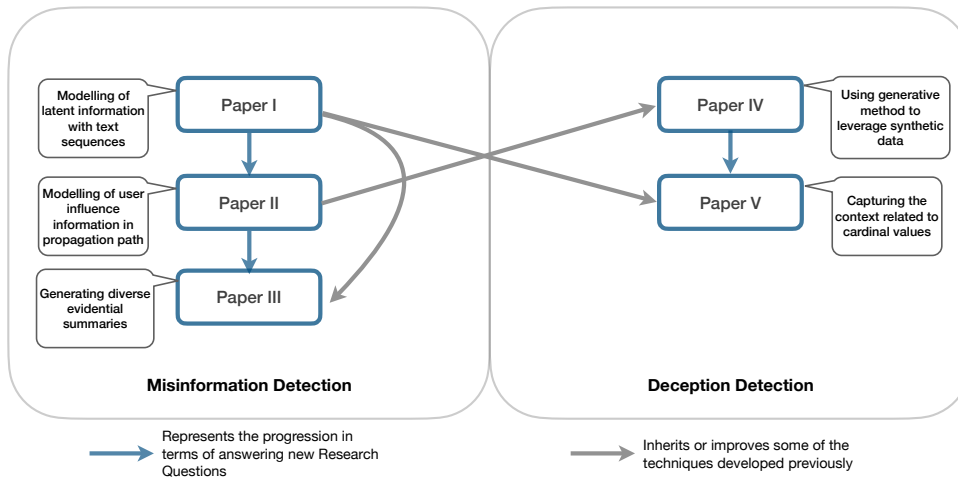 Paper I
Modelling of
latent information
with text
sequences
Paper II
Modelling of user
influence
information in
propagation path
Paper III
Generating diverse
evidential
summaries
Misinformation Detection
Paper IV
Using generative
method to
leverage synthetic
data
Paper V
Capturing the
context related to
cardinal values
Deception Detection
Represents the progression in
terms of answering new Research
Questions
Inherits or improves some of the
techniques developed previously